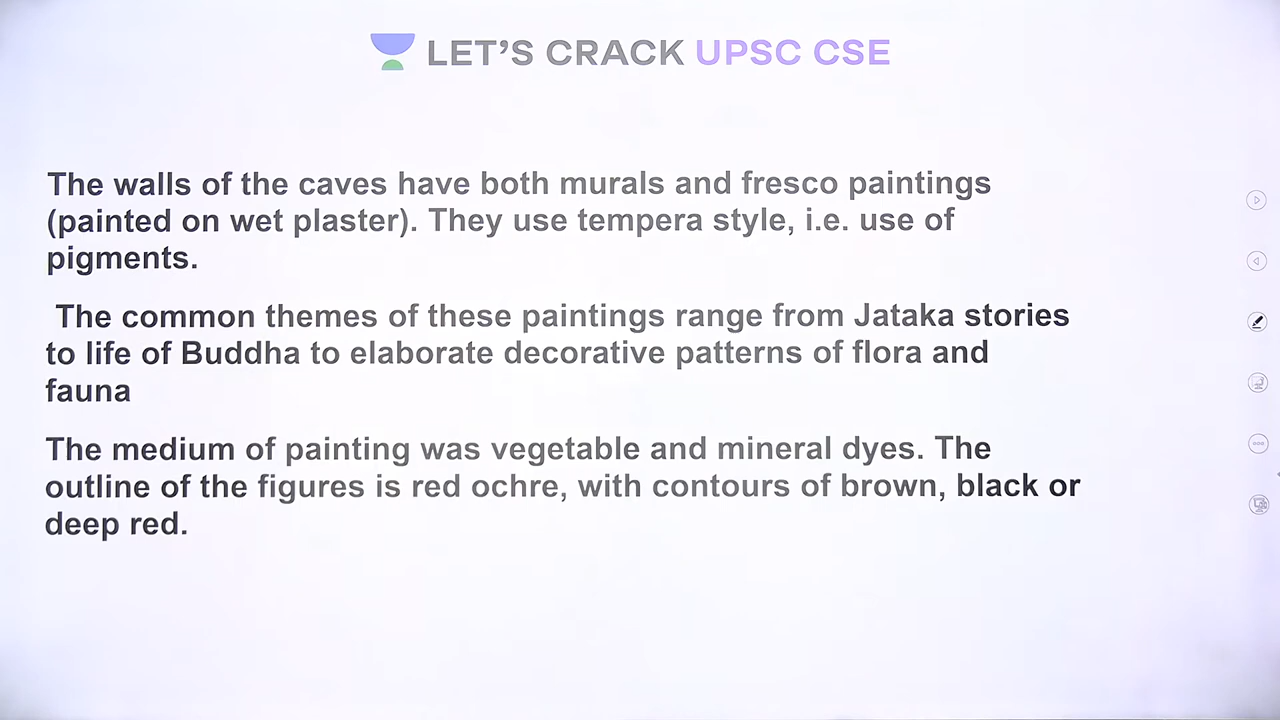 LET'S CRACK UPSC CSE
The walls of the caves have both murals and fresco paintings
(painted on wet plaster). They use tempera style, i.e. use of
pigments.
The common themes of these paintings range from Jataka stories
to life of Buddha to elaborate decorative patterns of flora and
fauna
The medium of painting was vegetable and mineral dyes. The
outline of the figures is red ochre, with contours of brown, black or
deep red.